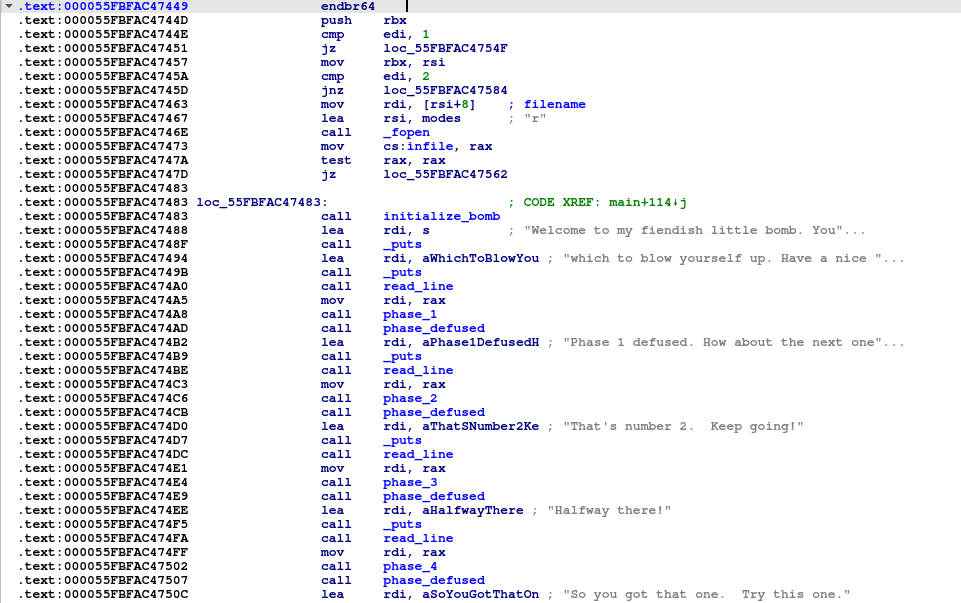 .text:000055FBFAC47449 endbr64
.text:000055FBFAC4744D push rbx
.text:000055FBFAC4744E cmp edi, 1
.text:000055FBFAC47451 jz loc_55FBFAC4754F
.text:000055FBFAC47457 mov rbx, rsi
.text:000055FBFAC4745A cmp edi, 2
.text:000055FBFAC4745D jnz loc_55FBFAC47584
.text:000055FBFAC47463 mov rdi, [rsi+8] ; filename
.text:000055FBFAC47467 lea rsi, modes ; "r"
.text:000055FBFAC4746E call _fopen
.text:000055FBFAC47473 mov cs:infile, rax
.text:000055FBFAC4747A test rax, rax
.text:000055FBFAC4747D jz loc_55FBFAC47562
.text:000055FBFAC47483
.text:000055FBFAC47483 loc_55FBFAC47483: ; CODE XREF: main+114↓j
.text:000055FBFAC47483 call initialize_bomb
.text:000055FBFAC47488 lea rdi, s ; "Welcome to my fiendish little bomb. You"...
.text:000055FBFAC4748F call _puts
.text:000055FBFAC47494 lea rdi, aWhichToBlowYou ; "which to blow yourself up. Have a nice "...
.text:000055FBFAC4749B call _puts
.text:000055FBFAC474A0 call read_line
.text:000055FBFAC474A5 mov rdi, rax
.text:000055FBFAC474A8 call phase_1
.text:000055FBFAC474AD call phase_defused
.text:000055FBFAC474B2 lea rdi, aPhase1DefusedH ; "Phase 1 defused. How about the next one"...
.text:000055FBFAC474B9 call _puts
.text:000055FBFAC474BE call read_line
.text:000055FBFAC474C3 mov rdi, rax
.text:000055FBFAC474C6 call phase_2
.text:000055FBFAC474CB call phase_defused
.text:000055FBFAC474D0 lea rdi, aThatSNumber2Ke ; "That's number 2.  Keep going!"
.text:000055FBFAC474D7 call _puts
.text:000055FBFAC474DC call read_line
.text:000055FBFAC474E1 mov rdi, rax
.text:000055FBFAC474E4 call phase_3
.text:000055FBFAC474E9 call phase_defused
.text:000055FBFAC474EE lea rdi, aHalfwayThere ; "Halfway there!"
.text:000055FBFAC474F5 call _puts
.text:000055FBFAC474FA call read_line
.text:000055FBFAC474FF mov rdi, rax
.text:000055FBFAC47502 call phase_4
.text:000055FBFAC47507 call phase_defused
.text:000055FBFAC4750C lea rdi, aSoYouGotThatOn ; "So you got that one.  Try this one."